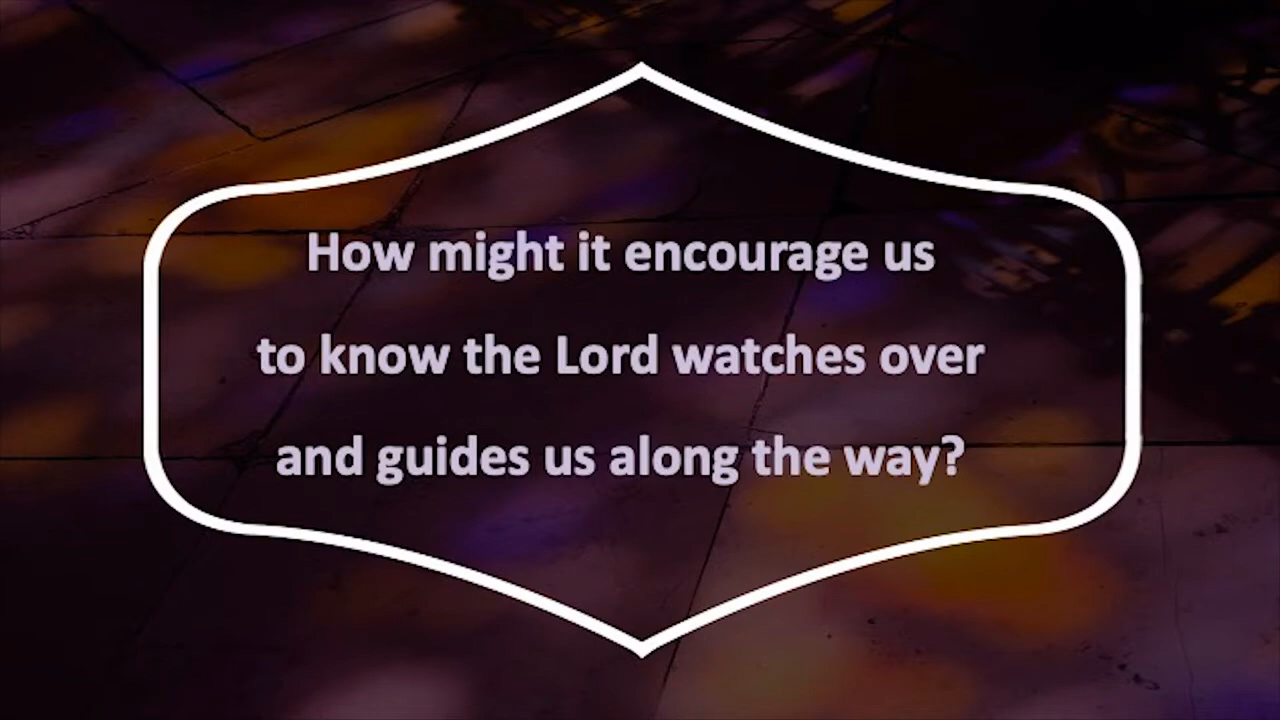 How might it encourage us
to know the Lord watches over
and guides us along the way?